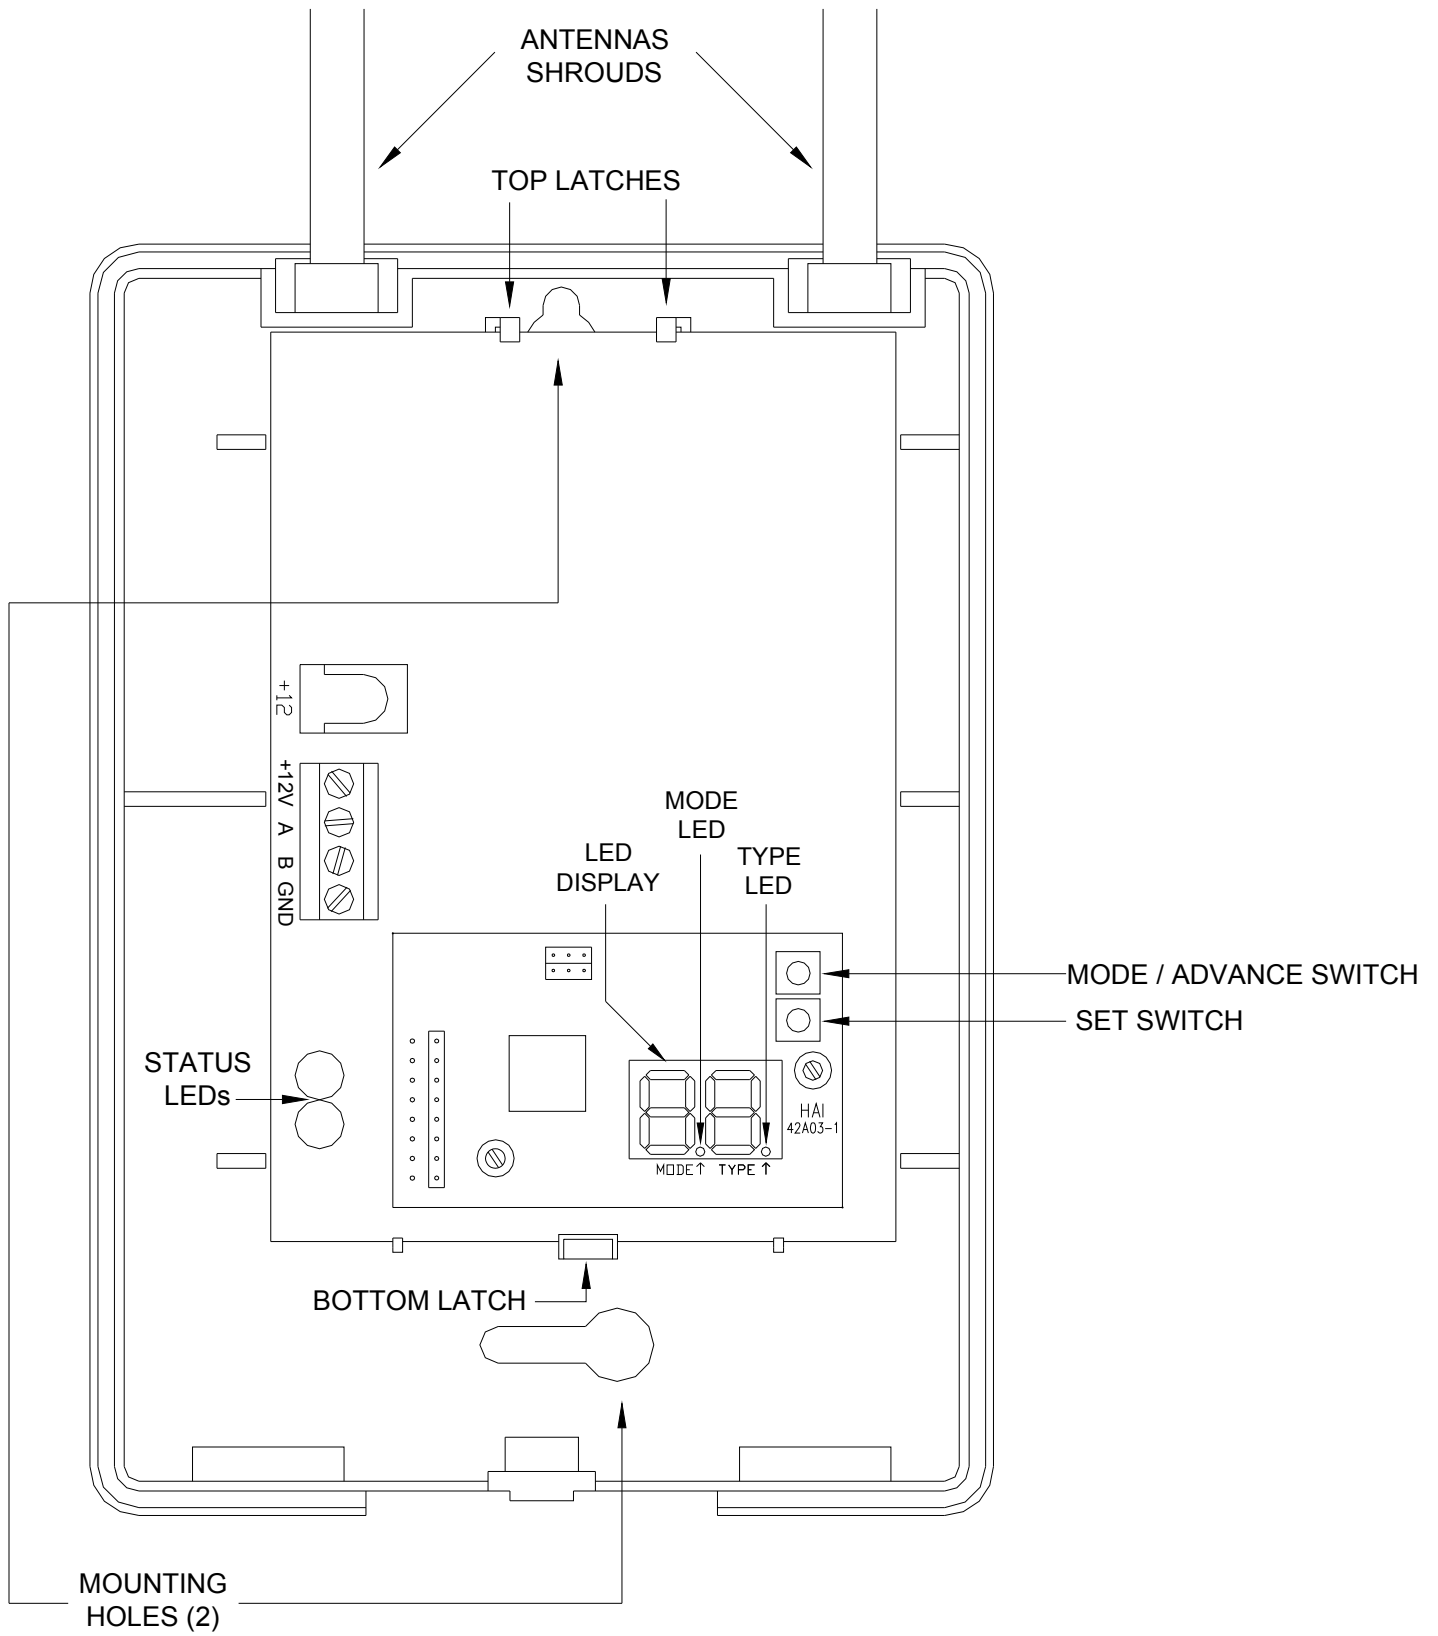 ANTENNAS
SHROUDS
TOP LATCHES
+12
+12V
A
B
GND
MODE
LED
TYPE
LED
LED
DISPLAY
MODE / ADVANCE SWITCH
SET SWITCH
STATUS
LEDs
HAI
42A03-1
MODE↑ TYPE ↑
BOTTOM LATCH
MOUNTING
HOLES (2)